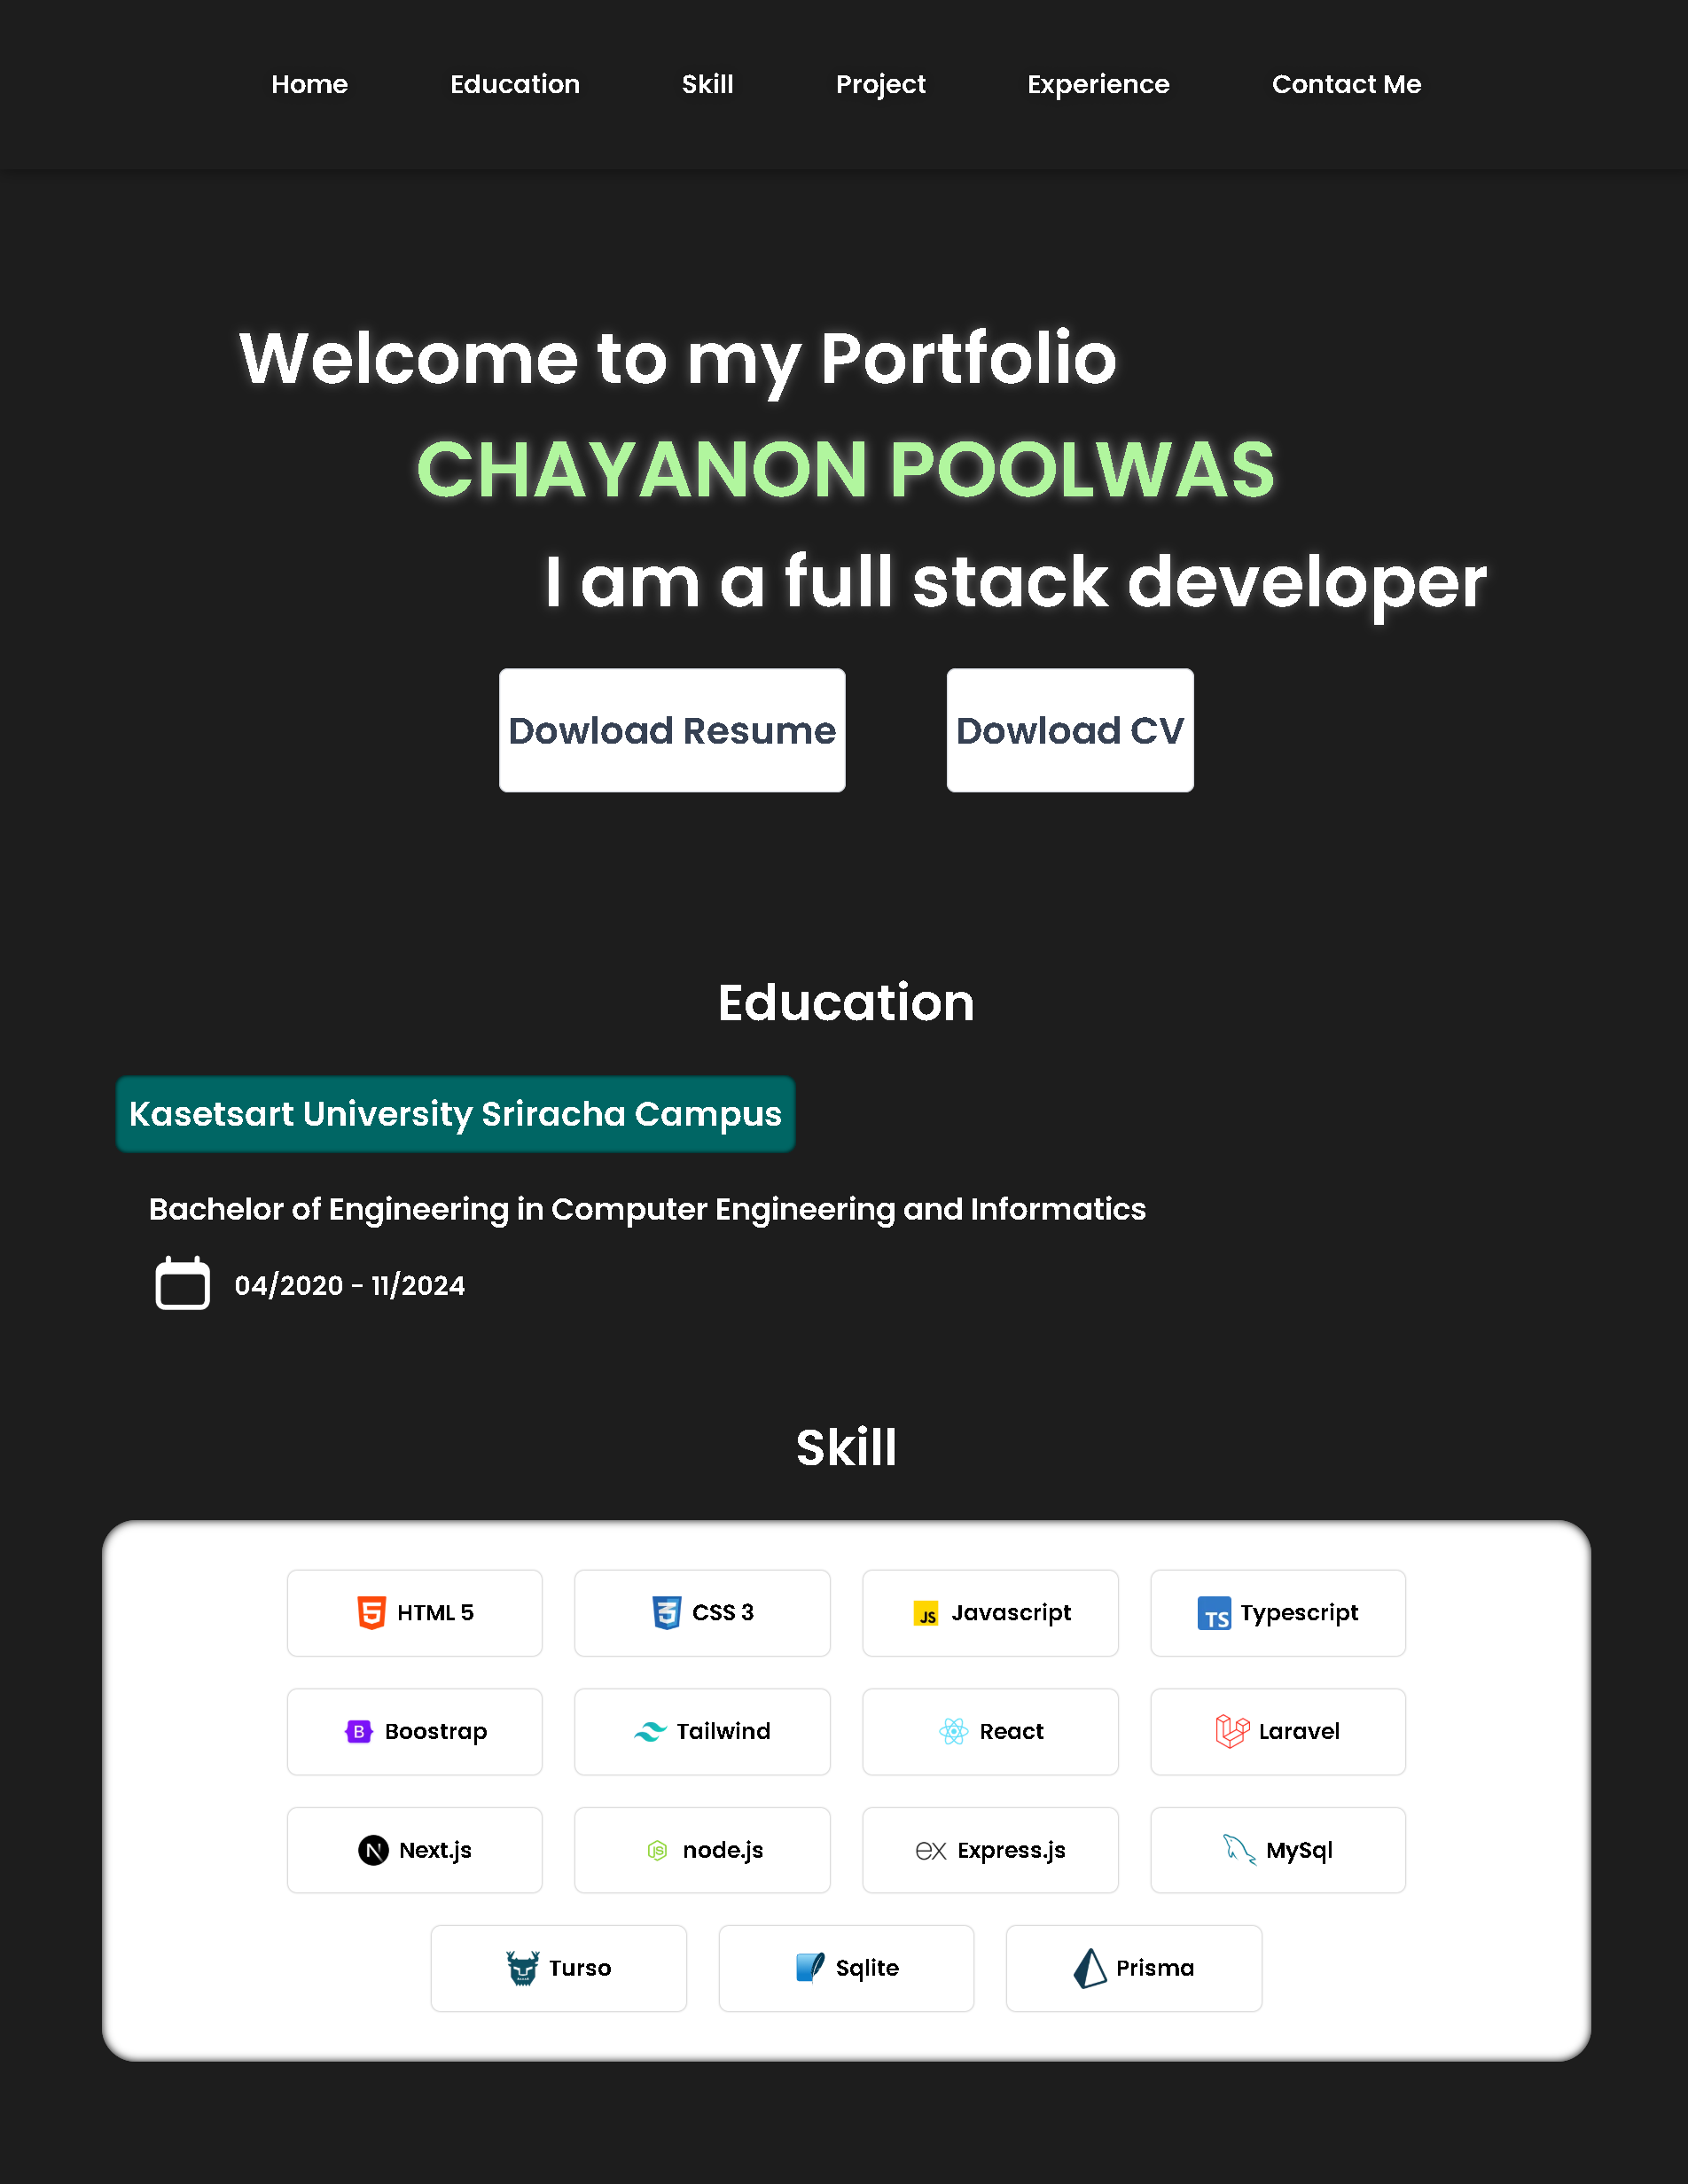 Home Education Skill Project Experience Contact Me
Welcome to my Portfolio
CHAYANON POOLWAS
I am a full stack developer
Dowload Resume Dowload CV
Education
Kasetsart University Sriracha Campus
Bachelor of Engineering in Computer Engineering and Informatics
04/2020 - 11/2024
Skill
HTML 5 CSS 3 JS Javascript TS Typescript
B Boostrap Tailwind React Laravel
N Next.js JS node.js ex Express.js MySql
Turso Sqlite Prisma